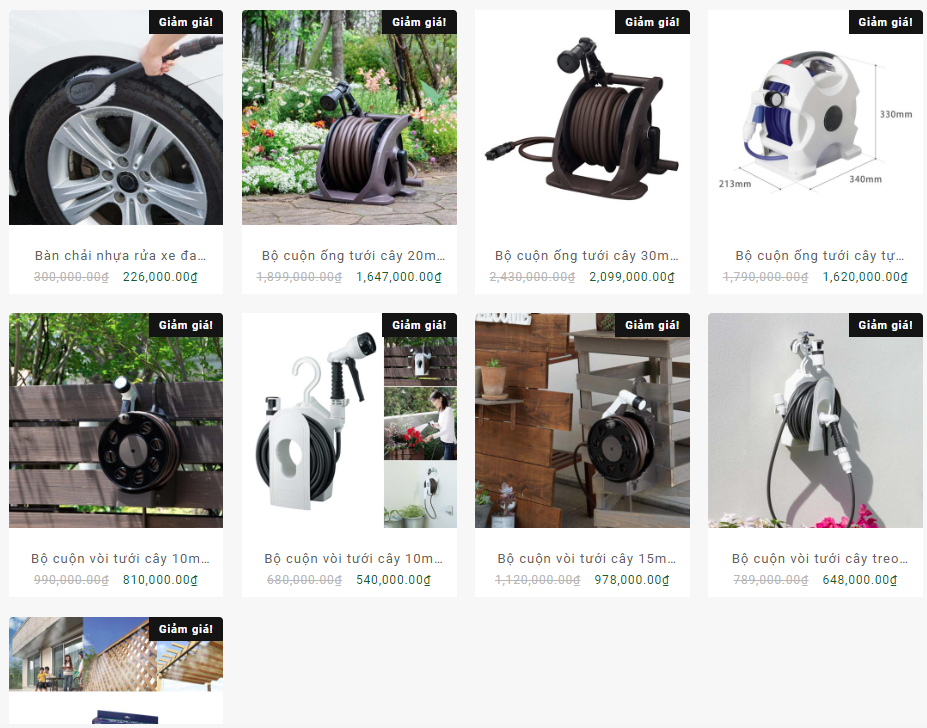 Giảm giá!
Giảm giá!
Giảm giá!
Giảm giá!
330mm
213mm
340mm
Bàn chải nhựa rửa xe đa...
300,000.00₫ 226,000.00₫
Bộ cuộn ống tưới cây 20m...
1,899,000.00₫ 1,647,000.00₫
Bộ cuộn ống tưới cây 30m...
2,430,000.00₫ 2,099,000.00₫
Bộ cuộn ống tưới cây tự...
1,790,000.00₫ 1,620,000.00₫
Giảm giá!
Giảm giá!
Giảm giá!
Giảm giá!
Bộ cuộn vòi tưới cây 10m...
990,000.00₫ 810,000.00₫
Bộ cuộn vòi tưới cây 10m...
680,000.00₫ 540,000.00₫
Bộ cuộn vòi tưới cây 15m...
1,120,000.00₫ 978,000.00₫
Bộ cuộn vòi tưới cây treo...
789,000.00₫ 648,000.00₫
Giảm giá!